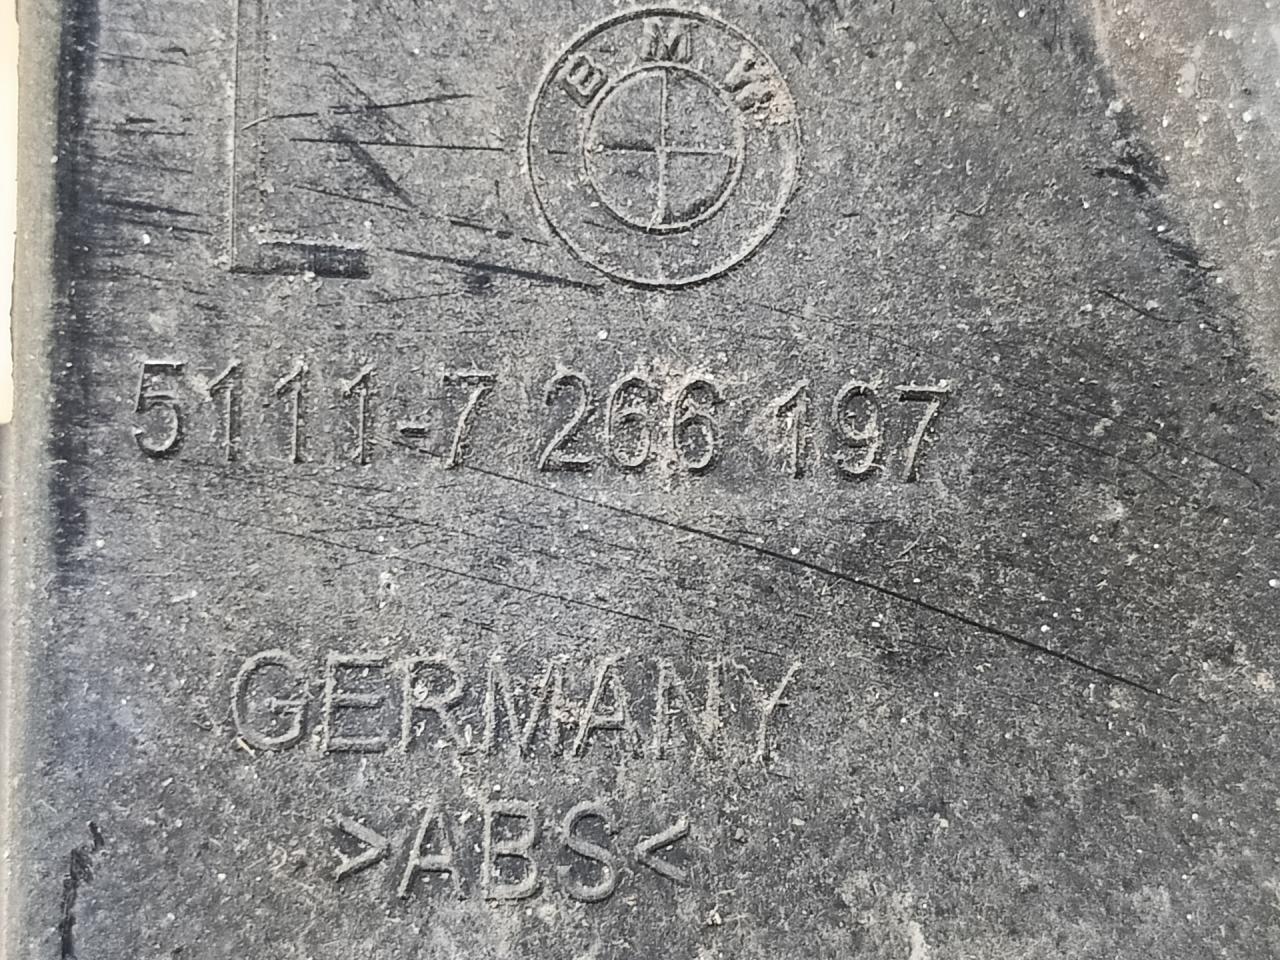 BMW
5111-7 266 197
GERMANY
>ABS<